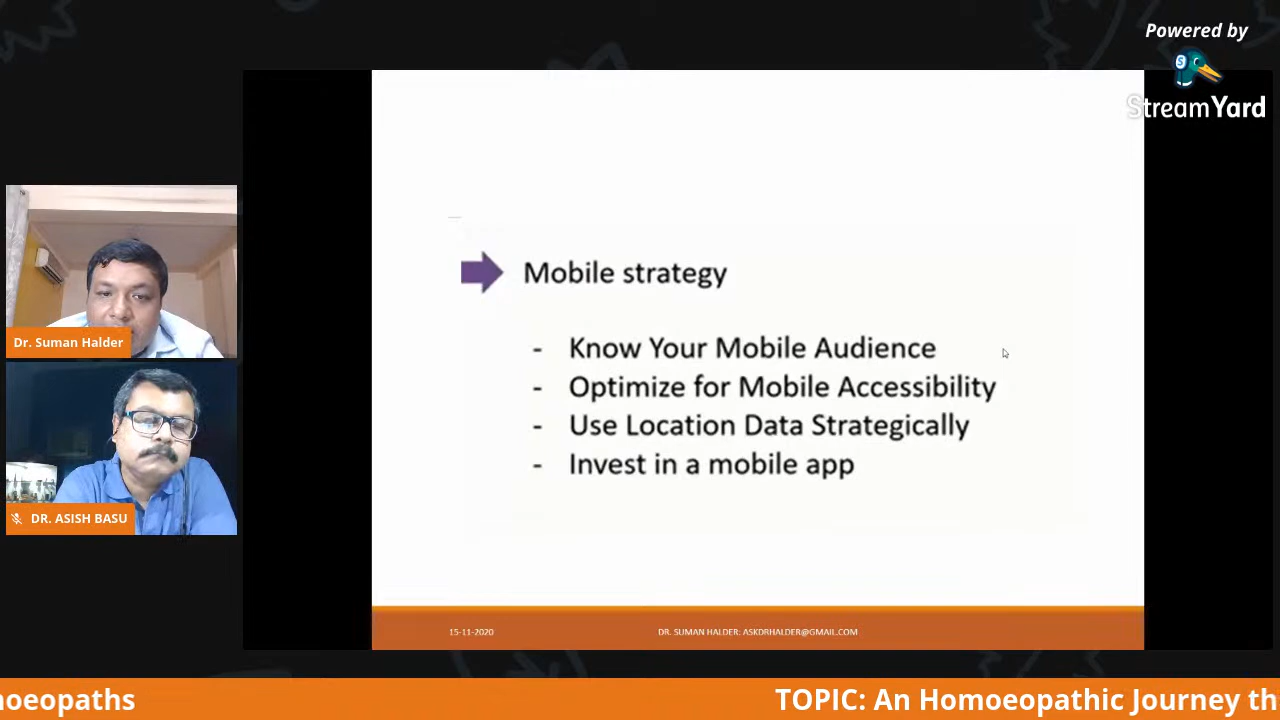 Powered by
StreamYard
Mobile strategy
- Know Your Mobile Audience
- Optimize for Mobile Accessibility
- Use Location Data Strategically
- Invest in a mobile app
Dr. Suman Halder
DR. ASISH BASU
15-11-2020
DR. SUMAN HALDER: ASKDRHALDER@GMAIL.COM
noeopaths
TOPIC: An Homoeopathic Journey th